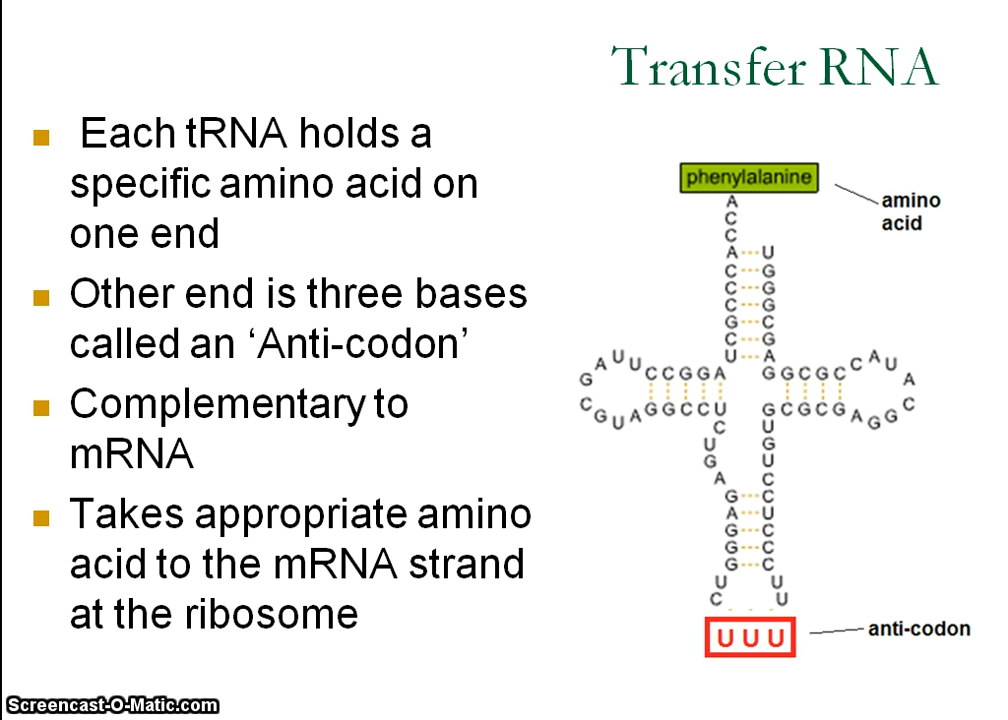 Transfer RNA
Each tRNA holds a
specific amino acid on
one end
Other end is three bases
called an ‘Anti-codon’
Complementary to
mRNA
Takes appropriate amino
acid to the mRNA strand
at the ribosome
phenylalanine
amino
acid
A
C
C
A U
C G
C G
C G
G C
C G
U A
G A U U C C G G A
G G C G C C A U A
C G U A G G C C U
G C G C G A G G C
C U
U G
G U
A C
G C
A U
G C
G C
G C
U U
C U
U U U
anti-codon
Screencast-O-Matic.com